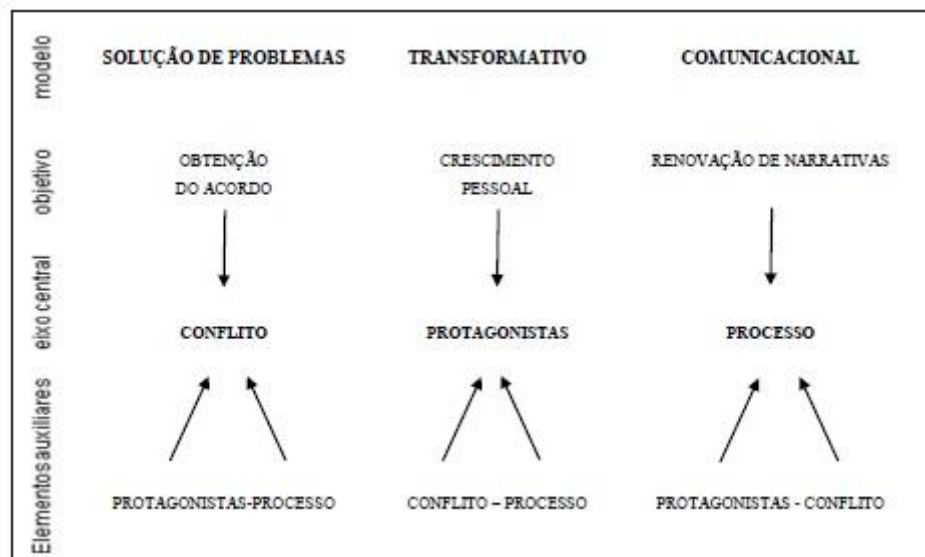 modelo
SOLUÇÃO DE PROBLEMAS
TRANSFORMATIVO
COMUNICACIONAL
objetivo
OBTENÇÃO
DO ACORDO
CRESCIMENTO
PESSOAL
RENOVAÇÃO DE NARRATIVAS
eixo central
CONFLITO
PROTAGONISTAS
PROCESSO
Elementos auxiliares
PROTAGONISTAS-PROCESSO
CONFLITO – PROCESSO
PROTAGONISTAS - CONFLITO